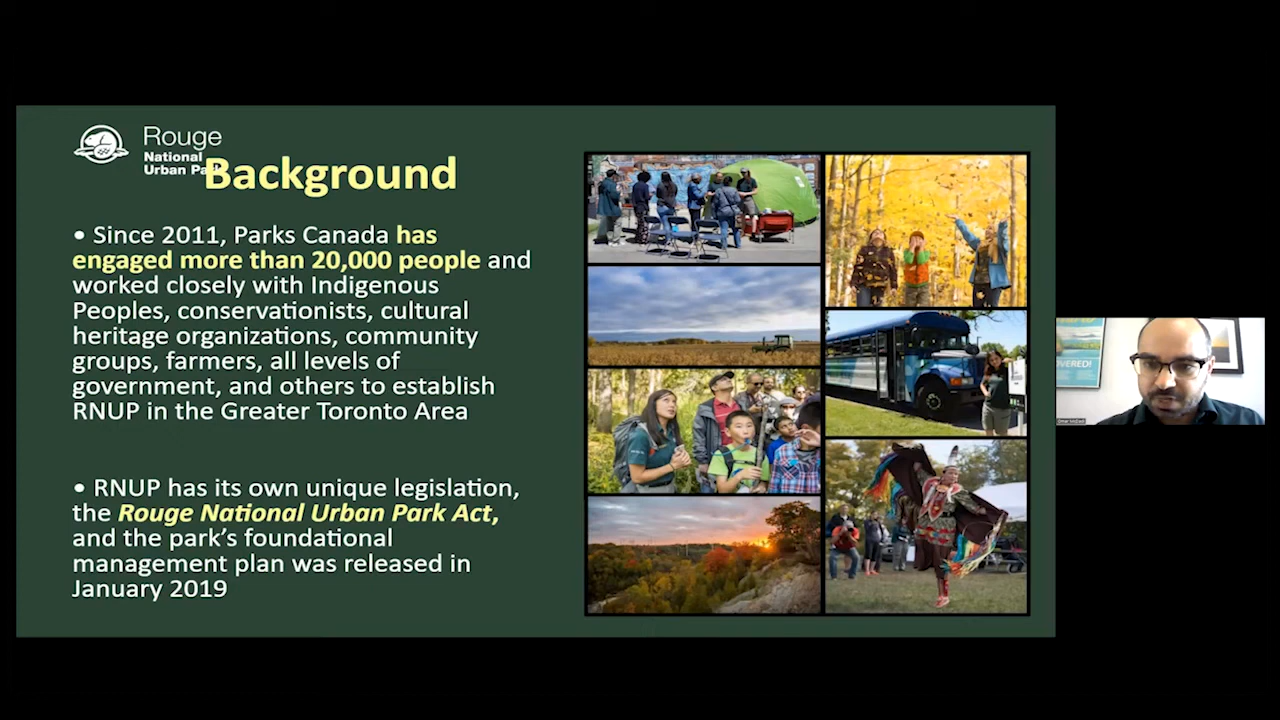 Rouge
National
Urban Pa
Background
• Since 2011, Parks Canada has
engaged more than 20,000 people and
worked closely with Indigenous
Peoples, conservationists, cultural
heritage organizations, community
groups, farmers, all levels of
government, and others to establish
RNUP in the Greater Toronto Area
• RNUP has its own unique legislation,
the Rouge National Urban Park Act,
and the park's foundational
management plan was released in
January 2019
VERED!